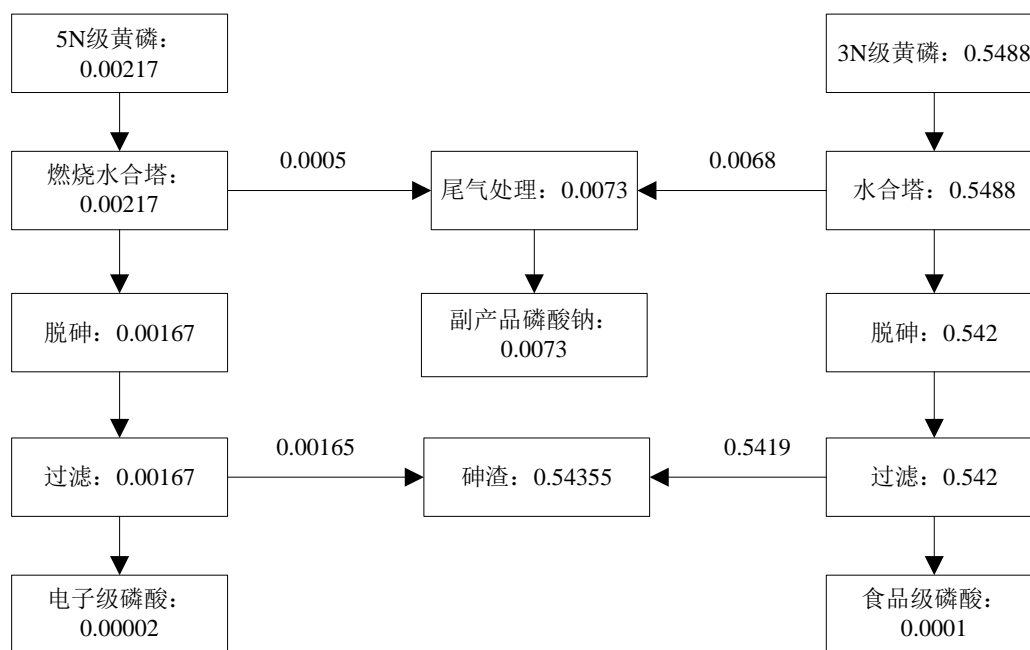 5N级黄磷：
0.00217
3N级黄磷：0.5488
0.0005
0.0068
燃烧水合塔：
0.00217
尾气处理：0.0073
水合塔：0.5488
脱砷：0.00167
副产品磷酸钠：
0.0073
脱砷：0.542
0.00165
0.5419
过滤：0.00167
砷渣：0.54355
过滤：0.542
电子级磷酸：
0.00002
食品级磷酸：
0.0001